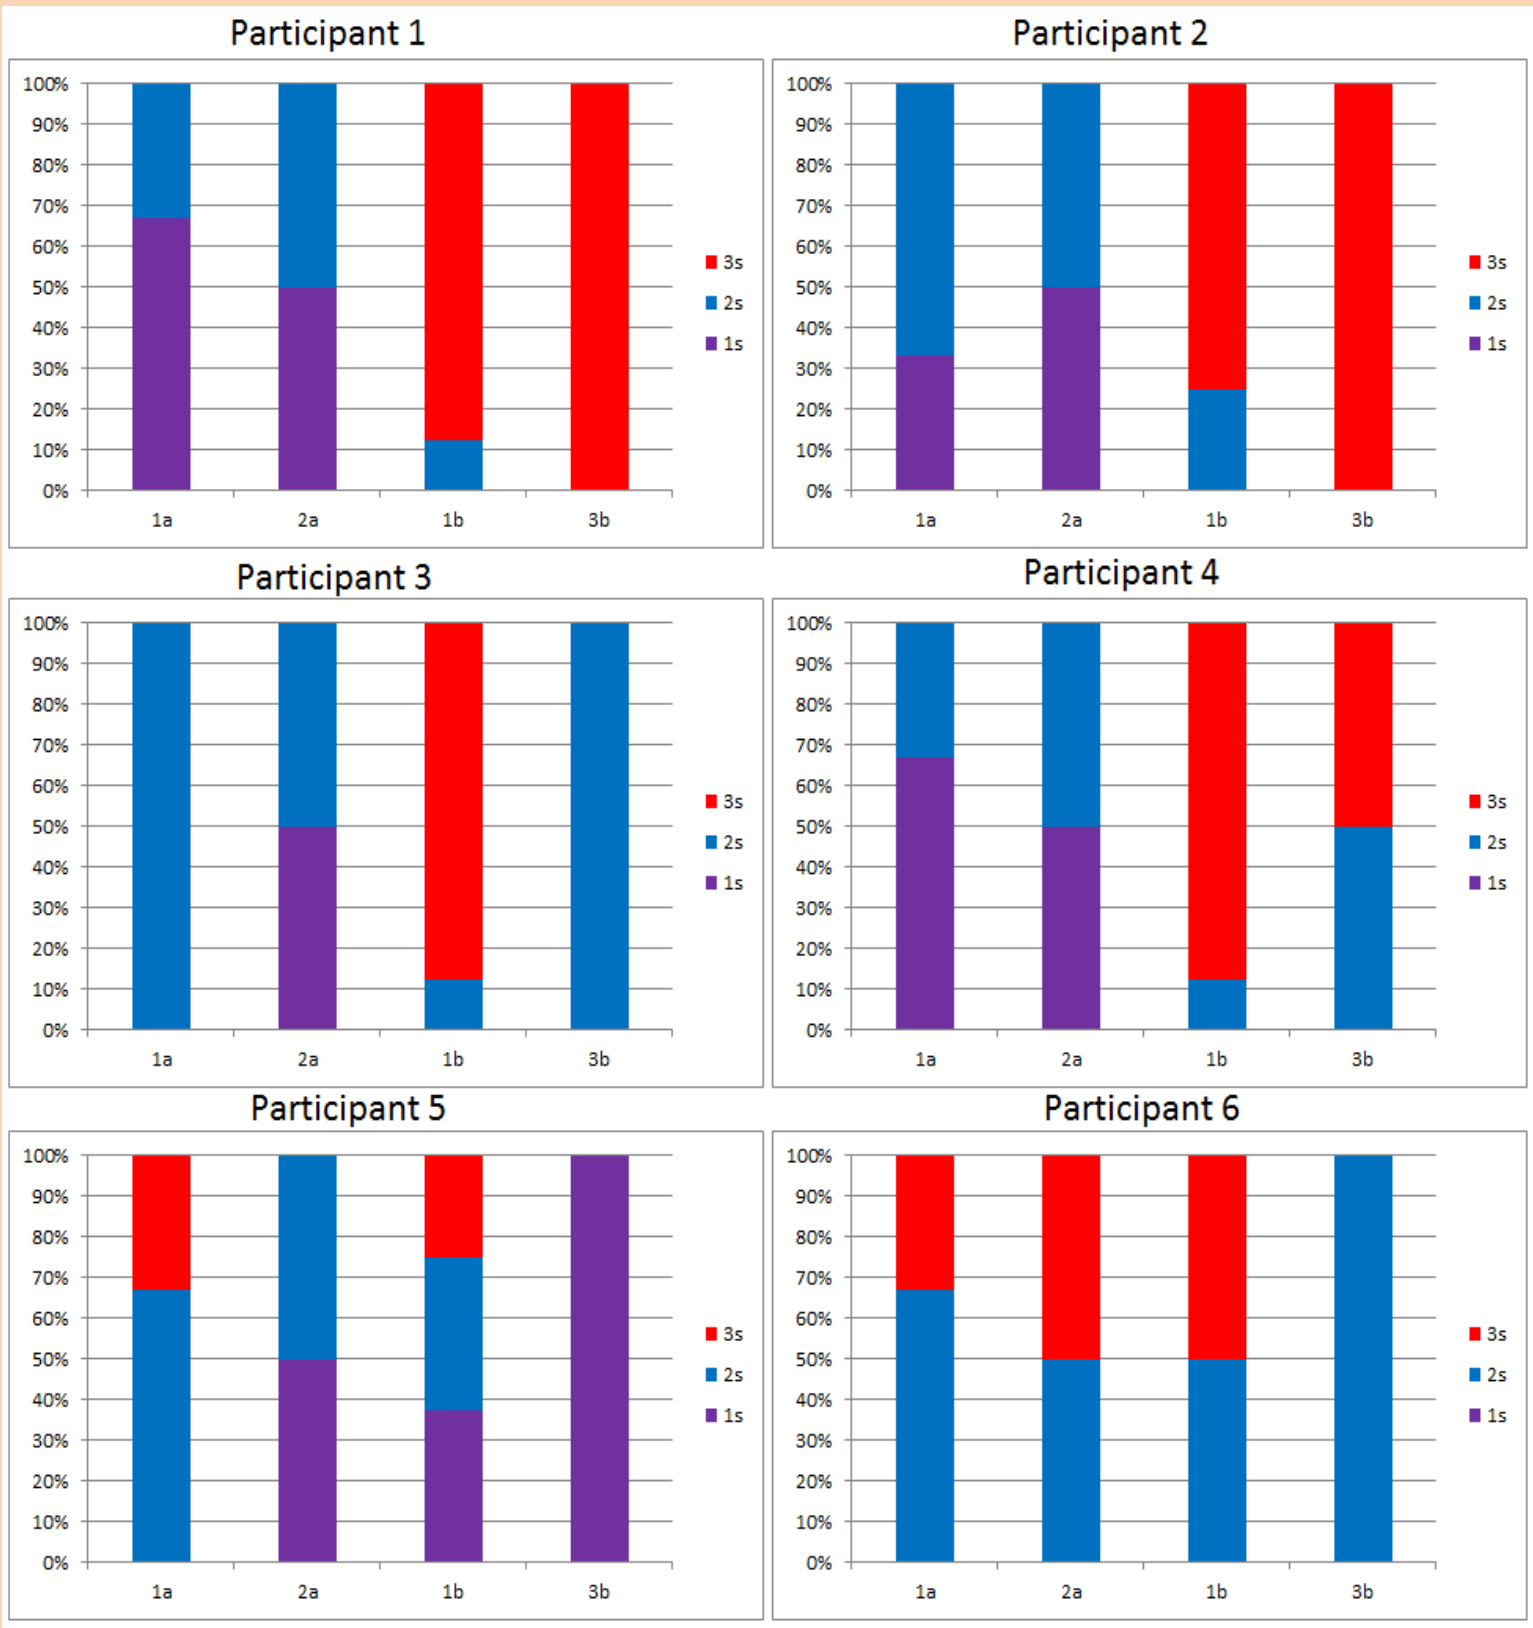 Participant 1
100%
90%
80%
70%
60%
50%
40%
30%
20%
10%
0%
1a 2a 1b 3b
3s
2s
1s
Participant 2
100%
90%
80%
70%
60%
50%
40%
30%
20%
10%
0%
1a 2a 1b 3b
3s
2s
1s
Participant 3
100%
90%
80%
70%
60%
50%
40%
30%
20%
10%
0%
1a 2a 1b 3b
3s
2s
1s
Participant 4
100%
90%
80%
70%
60%
50%
40%
30%
20%
10%
0%
1a 2a 1b 3b
3s
2s
1s
Participant 5
100%
90%
80%
70%
60%
50%
40%
30%
20%
10%
0%
1a 2a 1b 3b
3s
2s
1s
Participant 6
100%
90%
80%
70%
60%
50%
40%
30%
20%
10%
0%
1a 2a 1b 3b
3s
2s
1s